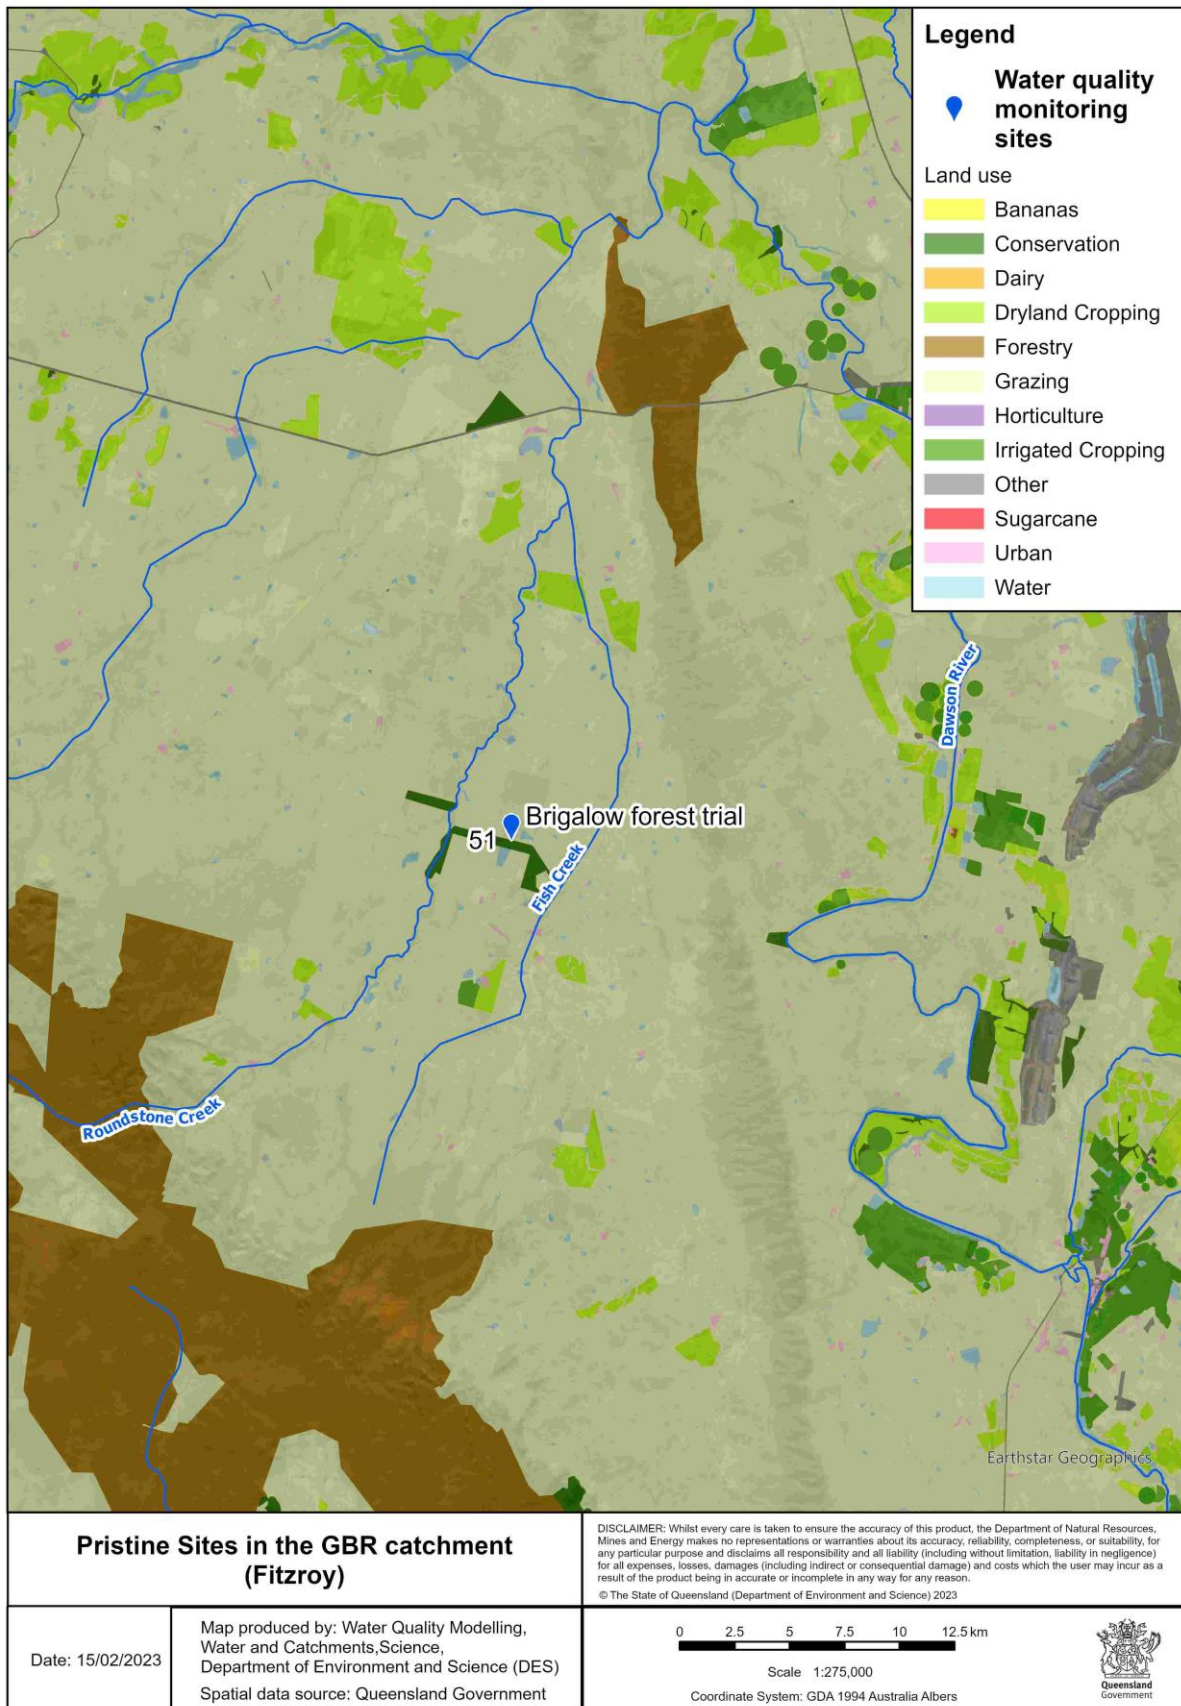 Legend
Water quality
monitoring
sites
Land use
Bananas
Conservation
Dairy
Dryland Cropping
Forestry
Grazing
Horticulture
Irrigated Cropping
Other
Sugarcane
Urban
Water
Dawson River
Brigalow forest trial
51
Fish Creek
Roundstone Creek
Earthstar Geographics
Pristine Sites in the GBR catchment
(Fitzroy)
DISCLAIMER: Whilst every care is taken to ensure the accuracy of this product, the Department of Natural Resources,
Mines and Energy makes no representations or warranties about its accuracy, reliability, completeness, or suitability, for
any particular purpose and disclaims all responsibility and all liability (including without limitation, liability in negligence)
for all expenses, losses, damages (including indirect or consequential damage) and costs which the user may incur as a
result of the product being in accurate or incomplete in any way for any reason.
© The State of Queensland (Department of Environment and Science) 2023
Date: 15/02/2023
Map produced by: Water Quality Modelling,
Water and Catchments,Science,
Department of Environment and Science (DES)
Spatial data source: Queensland Government
0 2.5 5 7.5 10 12.5 km
Scale 1:275,000
Coordinate System: GDA 1994 Australia Albers
Queensland
Government